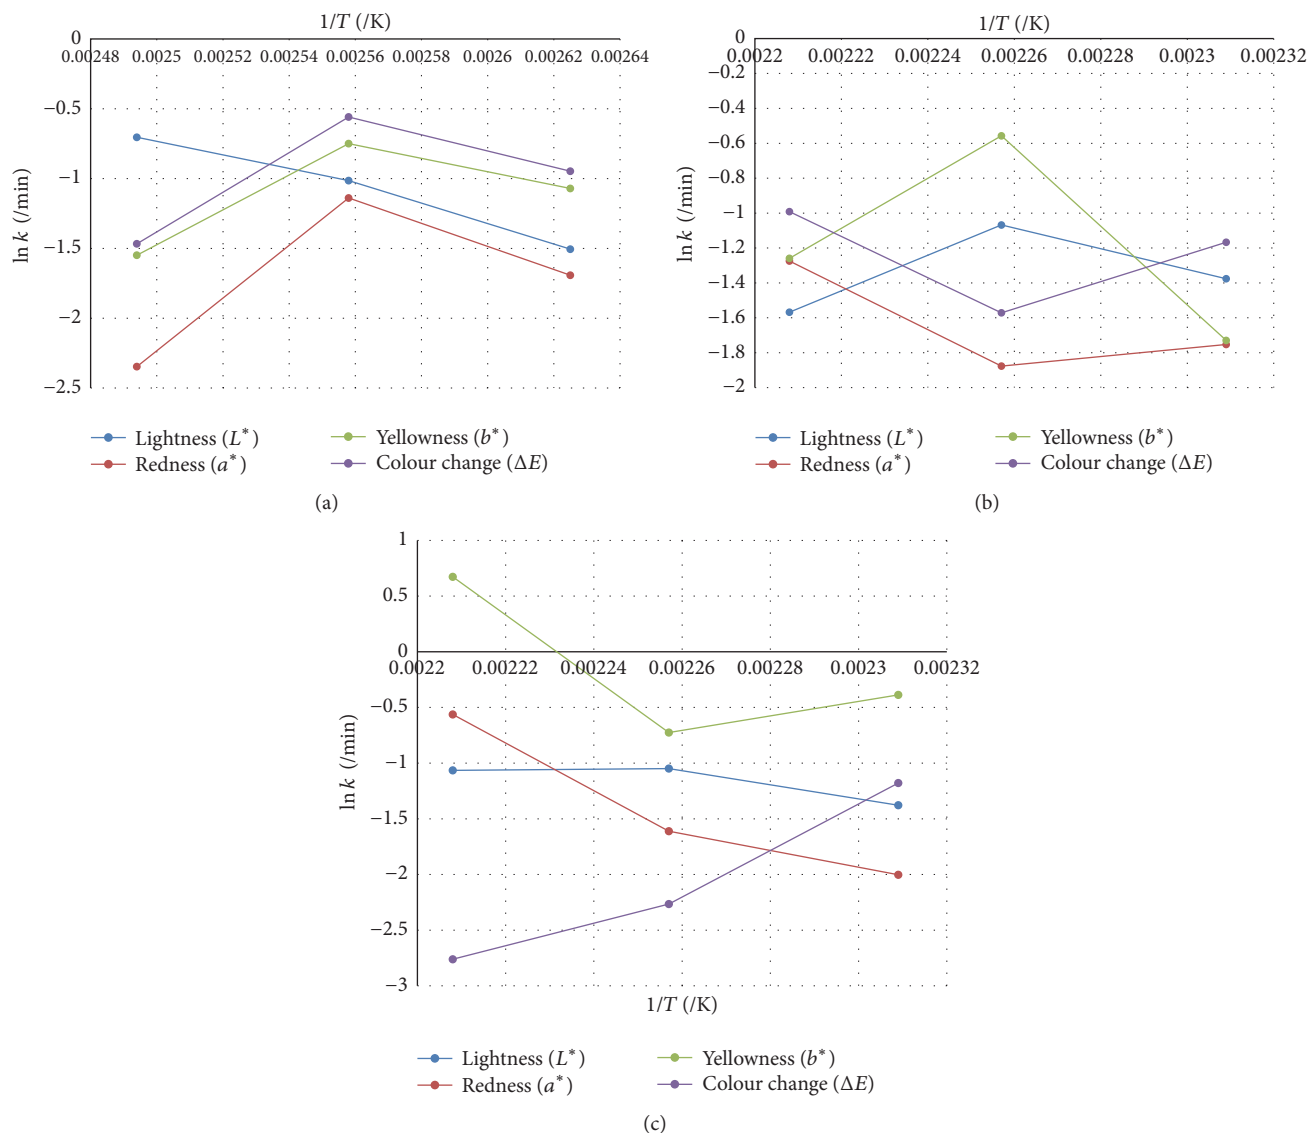 1/T (/K)
0
0.00248 0.0025 0.00252 0.00254 0.00256 0.00258 0.0026 0.00262 0.00264
−0.5
−1
−1.5
−2
−2.5
ln k (/min)
Lightness (L*)
Redness (a*)
Yellowness (b*)
Colour change (ΔE)
(a)
1/T (/K)
0
0.0022 0.00222 0.00224 0.00226 0.00228 0.0023 0.00232
−0.2
−0.4
−0.6
−0.8
−1
−1.2
−1.4
−1.6
−1.8
−2
ln k (/min)
Lightness (L*)
Redness (a*)
Yellowness (b*)
Colour change (ΔE)
(b)
1
0.5
0
0.0022 0.00222 0.00224 0.00226 0.00228 0.0023 0.00232
−0.5
−1
−1.5
−2
−2.5
−3
ln k (/min)
1/T (/K)
Lightness (L*)
Redness (a*)
Yellowness (b*)
Colour change (ΔE)
(c)